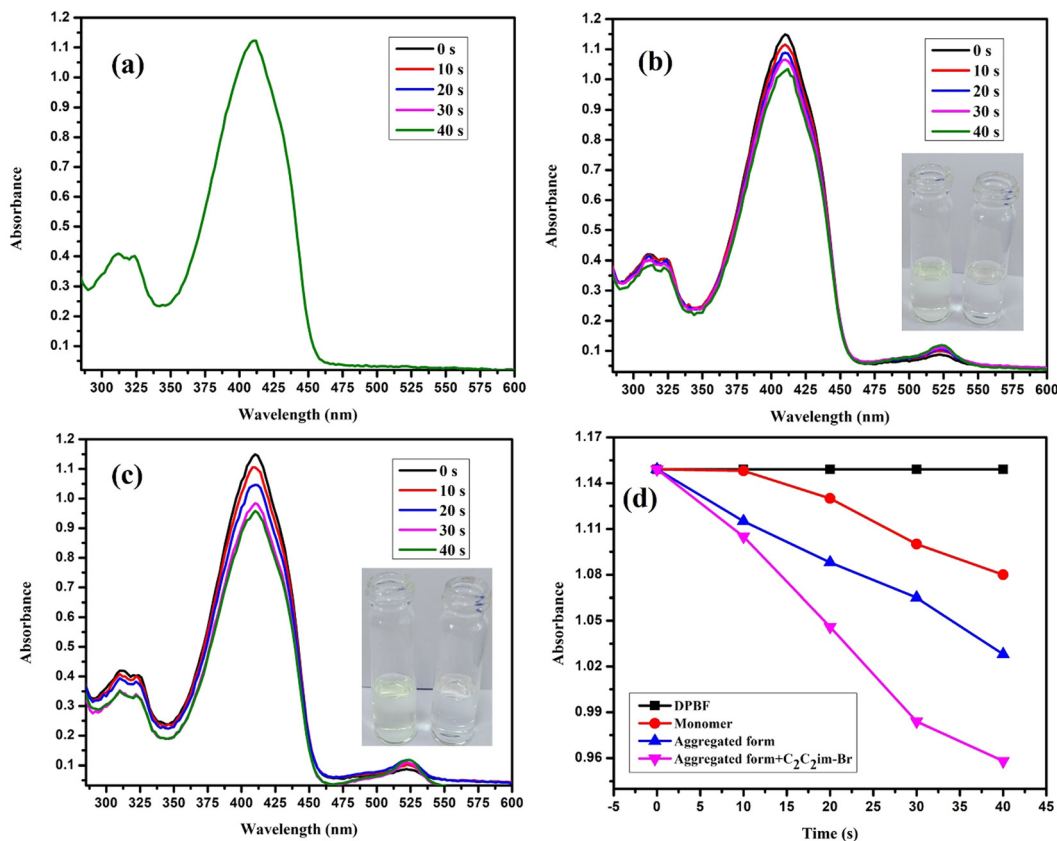 (a)
0 s
10 s
20 s
30 s
40 s
1.2
1.1
1.0
0.9
0.8
0.7
0.6
0.5
0.4
0.3
0.2
0.1
Absorbance
300 325 350 375 400 425 450 475 500 525 550 575 600
Wavelength (nm)
(b)
0 s
10 s
20 s
30 s
40 s
1.2
1.1
1.0
0.9
0.8
0.7
0.6
0.5
0.4
0.3
0.2
0.1
Absorbance
300 325 350 375 400 425 450 475 500 525 550 575 600
Wavelength (nm)
(c)
0 s
10 s
20 s
30 s
40 s
1.2
1.1
1.0
0.9
0.8
0.7
0.6
0.5
0.4
0.3
0.2
0.1
0.0
Absorbance
300 325 350 375 400 425 450 475 500 525 550 575 600
Wavelength (nm)
(d)
1.17
1.14
1.11
1.08
1.05
1.02
0.99
0.96
Absorbance
DPBF
Monomer
Aggregated form
Aggregated form+C₂C₂im-Br
-5 0 5 10 15 20 25 30 35 40 45
Time (s)